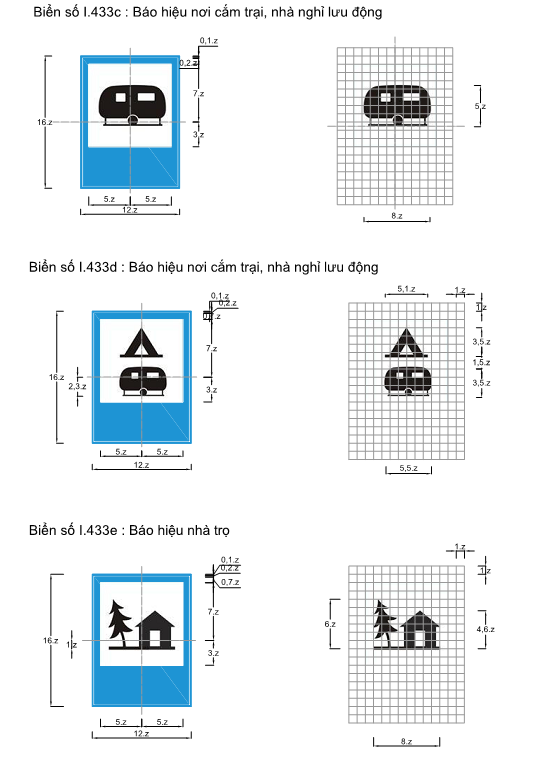 Biển số I.433c : Báo hiệu nơi cắm trại, nhà nghỉ lưu động
0,1.z
0,2.z
7.z
16.z
3.z
5.z
5.z
5.z
12.z
8.z
Biển số I.433d : Báo hiệu nơi cắm trại, nhà nghỉ lưu động
0,1.z
0,2.z
5,1.z
1.z
1.z
7.z
3,5.z
1,5.z
16.z
2,3.z
3.z
3,5.z
5.z
5.z
12.z
5,5.z
Biển số I.433e : Báo hiệu nhà trọ
0,1.z
0,2.z
0,7.z
1.z
1.z
7.z
6.z
4,6.z
16.z
1.z
3.z
5.z
5.z
12.z
8.z